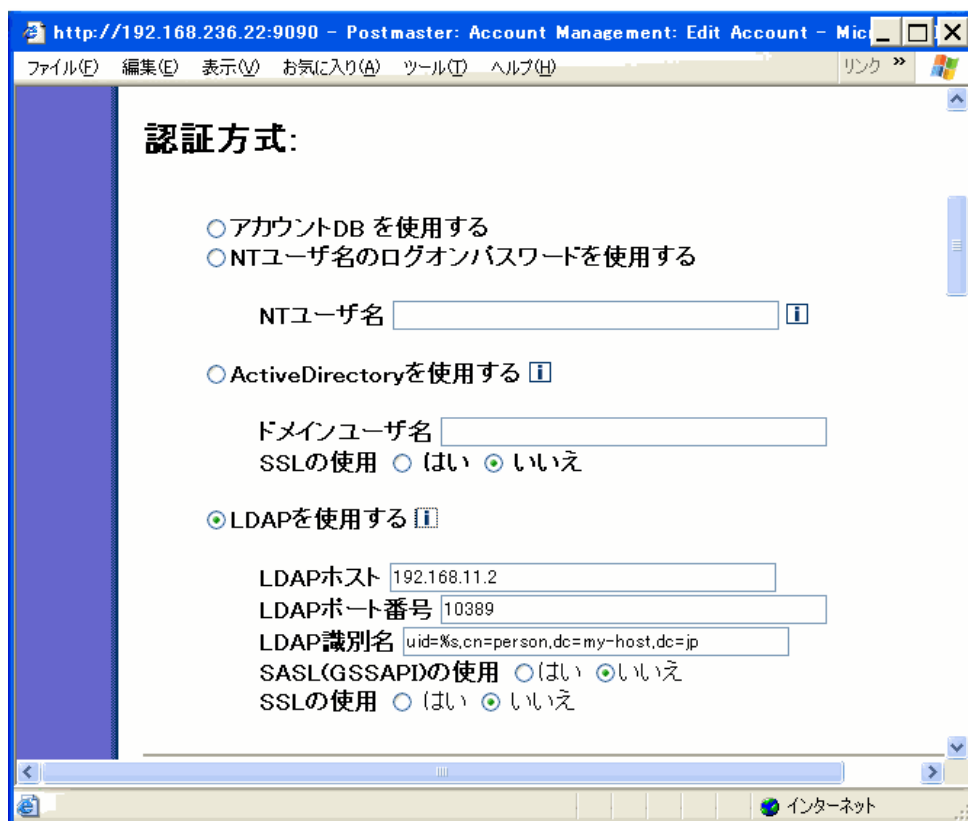 http://192.168.236.22:9090 - Postmaster: Account Management: Edit Account - Mic
ファイル(F) 編集(E) 表示(V) お気に入り(A) ツール(T) ヘルプ(H) リンク »
認証方式:
アカウントDB を使用する
NTユーザ名のログオンパスワードを使用する
NTユーザ名 i
ActiveDirectoryを使用する i
ドメインユーザ名
SSLの使用 はい いいえ
LDAPを使用する i
LDAPホスト 192.168.11.2
LDAPポート番号 10389
LDAP識別名 uid=%s,cn=person,dc=my-host,dc=jp
SASL(GSSAPI)の使用 はい いいえ
SSLの使用 はい いいえ
インターネット